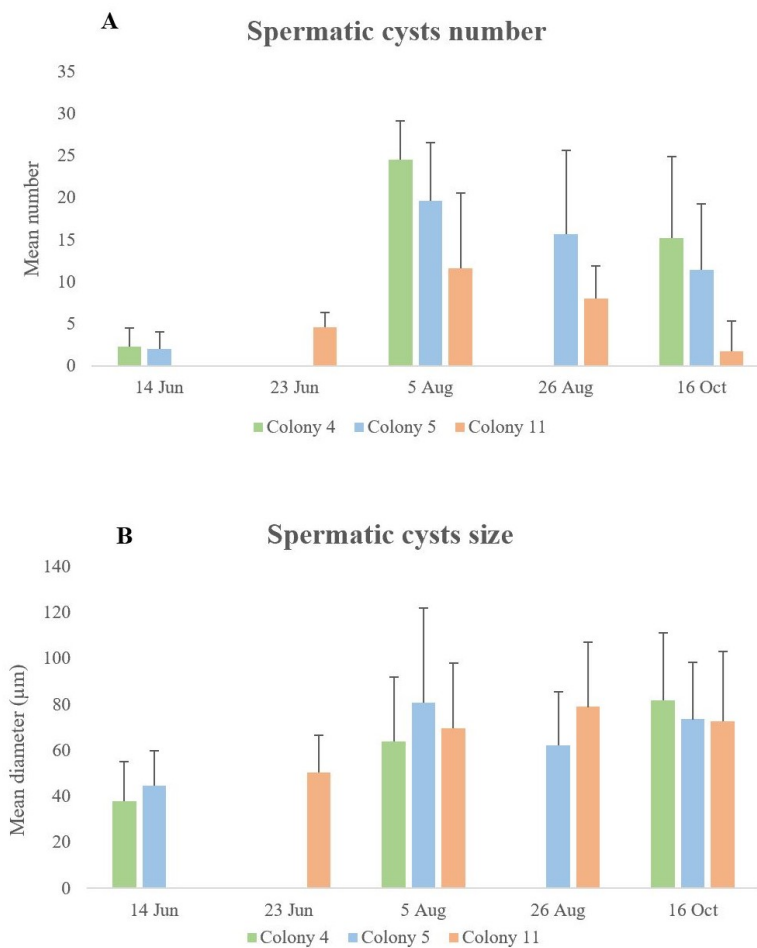 A
Spermatic cysts number
35
30
25
20
15
10
5
0
Mean number
14 Jun 23 Jun 5 Aug 26 Aug 16 Oct
Colony 4 Colony 5 Colony 11
B
Spermatic cysts size
140
120
100
80
60
40
20
0
Mean diameter (µm)
14 Jun 23 Jun 5 Aug 26 Aug 16 Oct
Colony 4 Colony 5 Colony 11